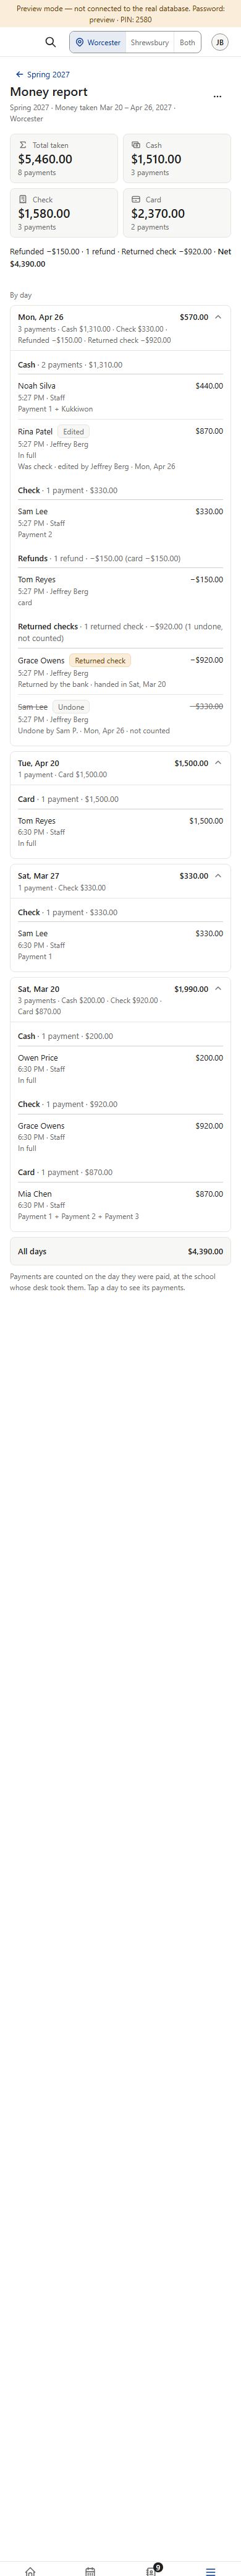 Preview mode — not connected to the real database. Password:
preview · PIN: 2580
Worcester
Shrewsbury
Both
JB
← Spring 2027
Money report
...
Spring 2027 · Money taken Mar 20 – Apr 26, 2027 ·
Worcester
Total taken
$5,460.00
8 payments
Cash
$1,510.00
3 payments
Check
$1,580.00
3 payments
Card
$2,370.00
2 payments
Refunded −$150.00 · 1 refund · Returned check −$920.00 · Net
$4,390.00
By day
Mon, Apr 26 $570.00
3 payments · Cash $1,310.00 · Check $330.00 ·
Refunded −$150.00 · Returned check −$920.00
Cash · 2 payments · $1,310.00
Noah Silva $440.00
5:27 PM · Staff
Payment 1 + Kukkiwon
Rina Patel Edited $870.00
5:27 PM · Jeffrey Berg
In full
Was check · edited by Jeffrey Berg · Mon, Apr 26
Check · 1 payment · $330.00
Sam Lee $330.00
5:27 PM · Staff
Payment 2
Refunds · 1 refund · −$150.00 (card −$150.00)
Tom Reyes −$150.00
5:27 PM · Jeffrey Berg
card
Returned checks · 1 returned check · −$920.00 (1 undone,
not counted)
Grace Owens Returned check −$920.00
5:27 PM · Jeffrey Berg
Returned by the bank · handed in Sat, Mar 20
Sam Lee Undone −$330.00
5:27 PM · Jeffrey Berg
Undone by Sam P. · Mon, Apr 26 · not counted
Tue, Apr 20 $1,500.00
1 payment · Card $1,500.00
Card · 1 payment · $1,500.00
Tom Reyes $1,500.00
6:30 PM · Staff
In full
Sat, Mar 27 $330.00
1 payment · Check $330.00
Check · 1 payment · $330.00
Sam Lee $330.00
6:30 PM · Staff
Payment 1
Sat, Mar 20 $1,990.00
3 payments · Cash $200.00 · Check $920.00 ·
Card $870.00
Cash · 1 payment · $200.00
Owen Price $200.00
6:30 PM · Staff
In full
Check · 1 payment · $920.00
Grace Owens $920.00
6:30 PM · Staff
In full
Card · 1 payment · $870.00
Mia Chen $870.00
6:30 PM · Staff
Payment 1 + Payment 2 + Payment 3
All days $4,390.00
Payments are counted on the day they were paid, at the school
whose desk took them. Tap a day to see its payments.
9